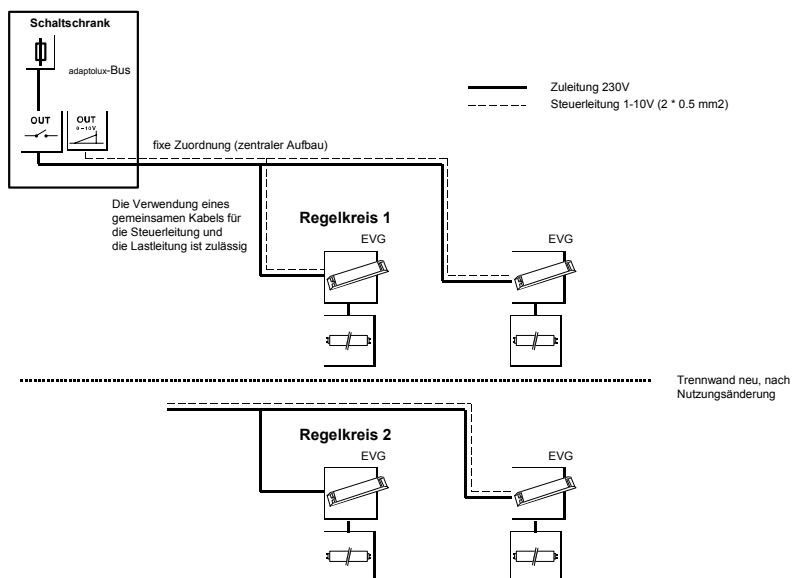 Schaltschrank
adaptolux-Bus
OUT
OUT
0-10V
Zuleitung 230V
Steuerleitung 1-10V (2 * 0.5 mm2)
fixe Zuordnung (zentraler Aufbau)
Die Verwendung eines
gemeinsamen Kabels für
die Steuerleitung und
die Lastleitung ist zulässig
Regelkreis 1
EVG
EVG
Trennwand neu, nach
Nutzungsänderung
Regelkreis 2
EVG
EVG